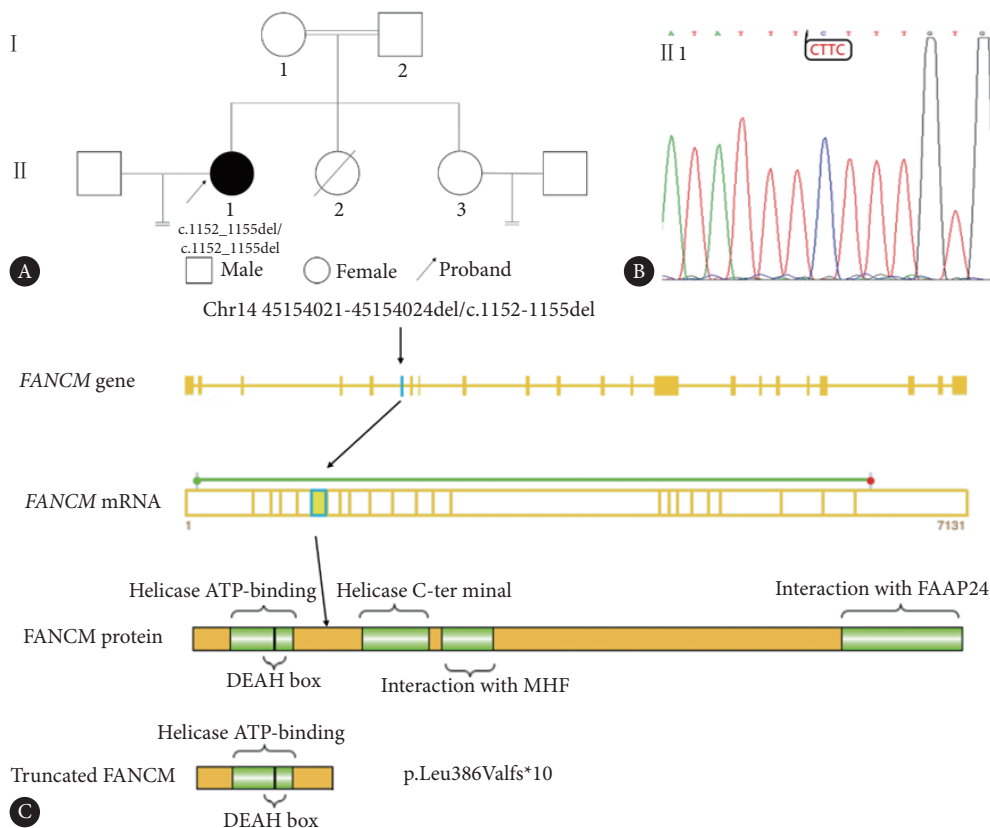 I
1
2
II
1
2
3
c.1152_1155del/
c.1152_1155del
A
Male
Female
Proband
II 1
A T A T T T C T T T G T G
CTTC
B
Chr14 45154021-45154024del/c.1152-1155del
FANCM gene
FANCM mRNA
1
7131
Helicase ATP-binding
Helicase C-ter minal
Interaction with FAAP24
FANCM protein
DEAH box
Interaction with MHF
Helicase ATP-binding
Truncated FANCM
p.Leu386Valfs*10
C
DEAH box